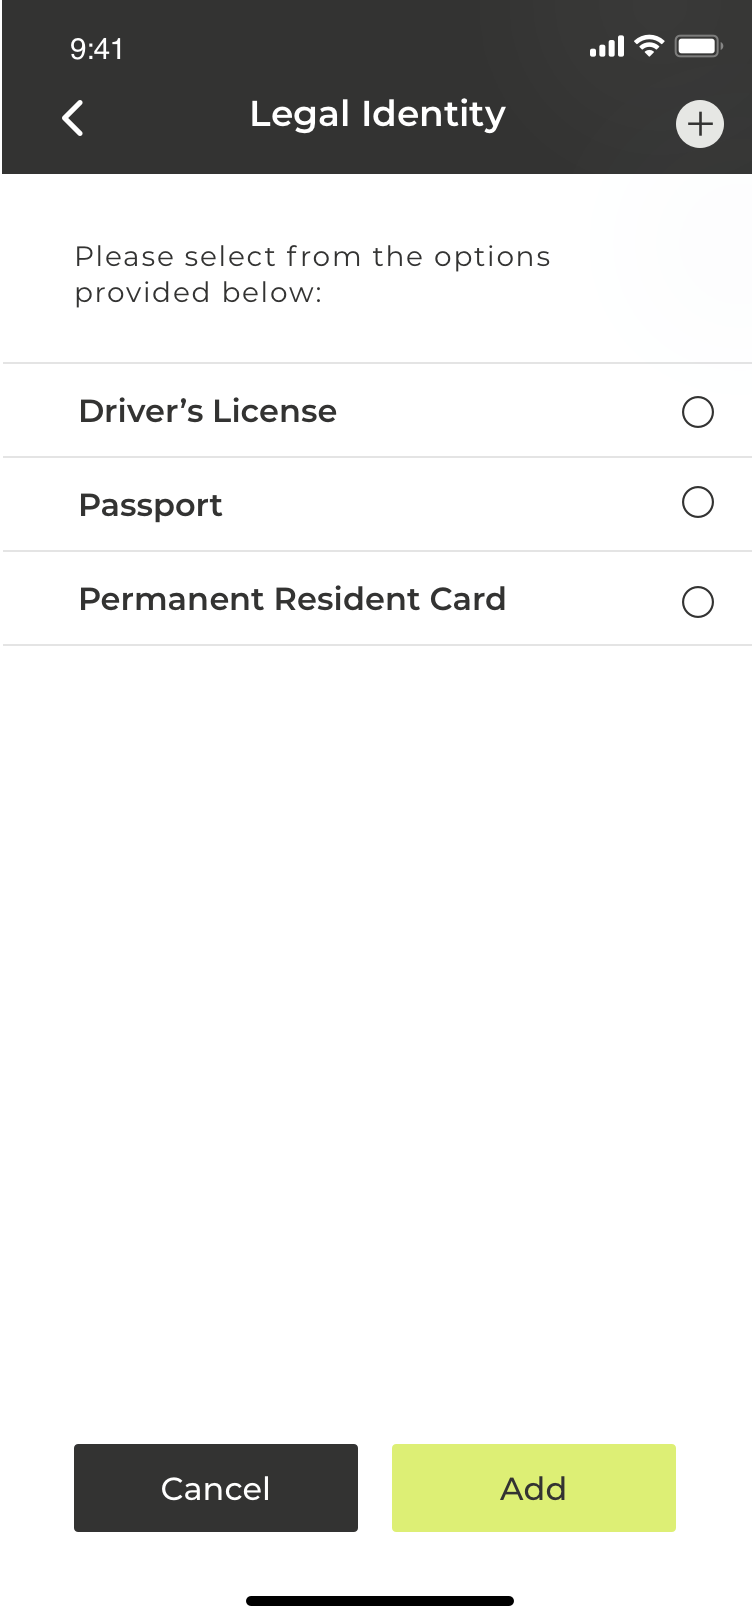 9:41
Legal Identity
Please select from the options
provided below:
Driver’s License
Passport
Permanent Resident Card
Cancel
Add